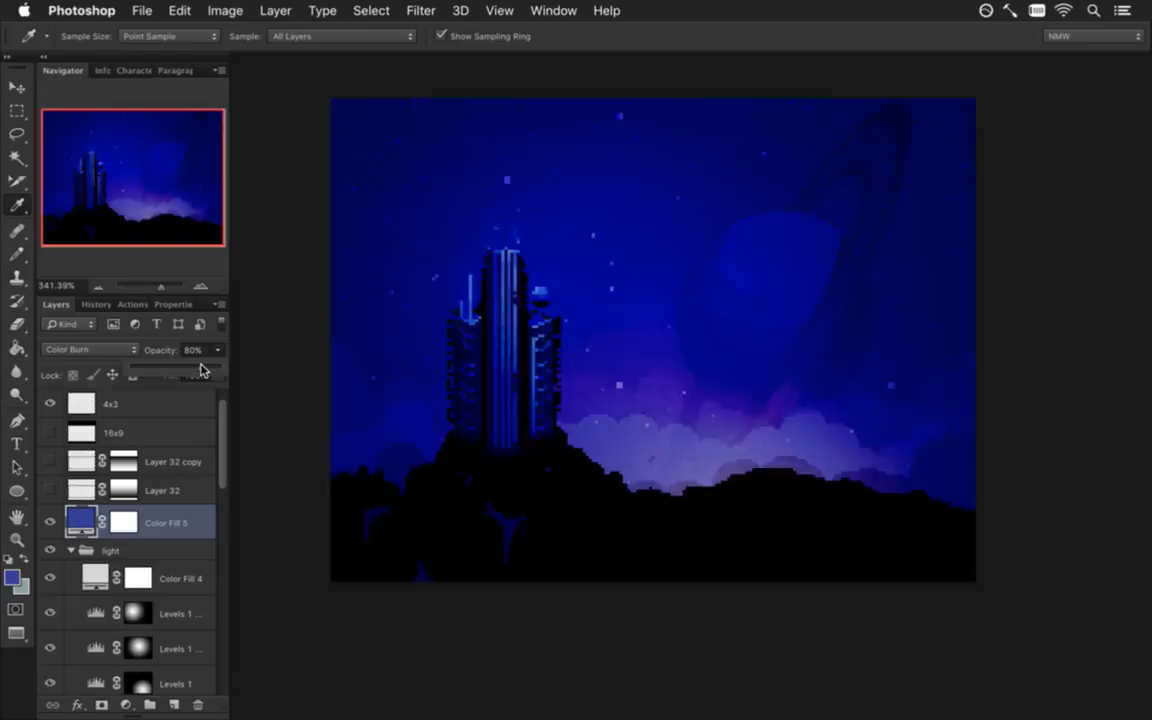 Photoshop File Edit Image Layer Type Select Filter 3D View Window Help
Sample Size: Point Sample Sample: All Layers Show Sampling Ring NMW
Navigator Info Characte Paragrap
341.39%
Layers History Actions Propertie
Kind
Color Burn Opacity: 80%
Lock:
4x3
16x9
Layer 32 copy
Layer 32
Color Fill 5
light
Color Fill 4
Levels 1 ...
Levels 1 ...
Levels 1
fx